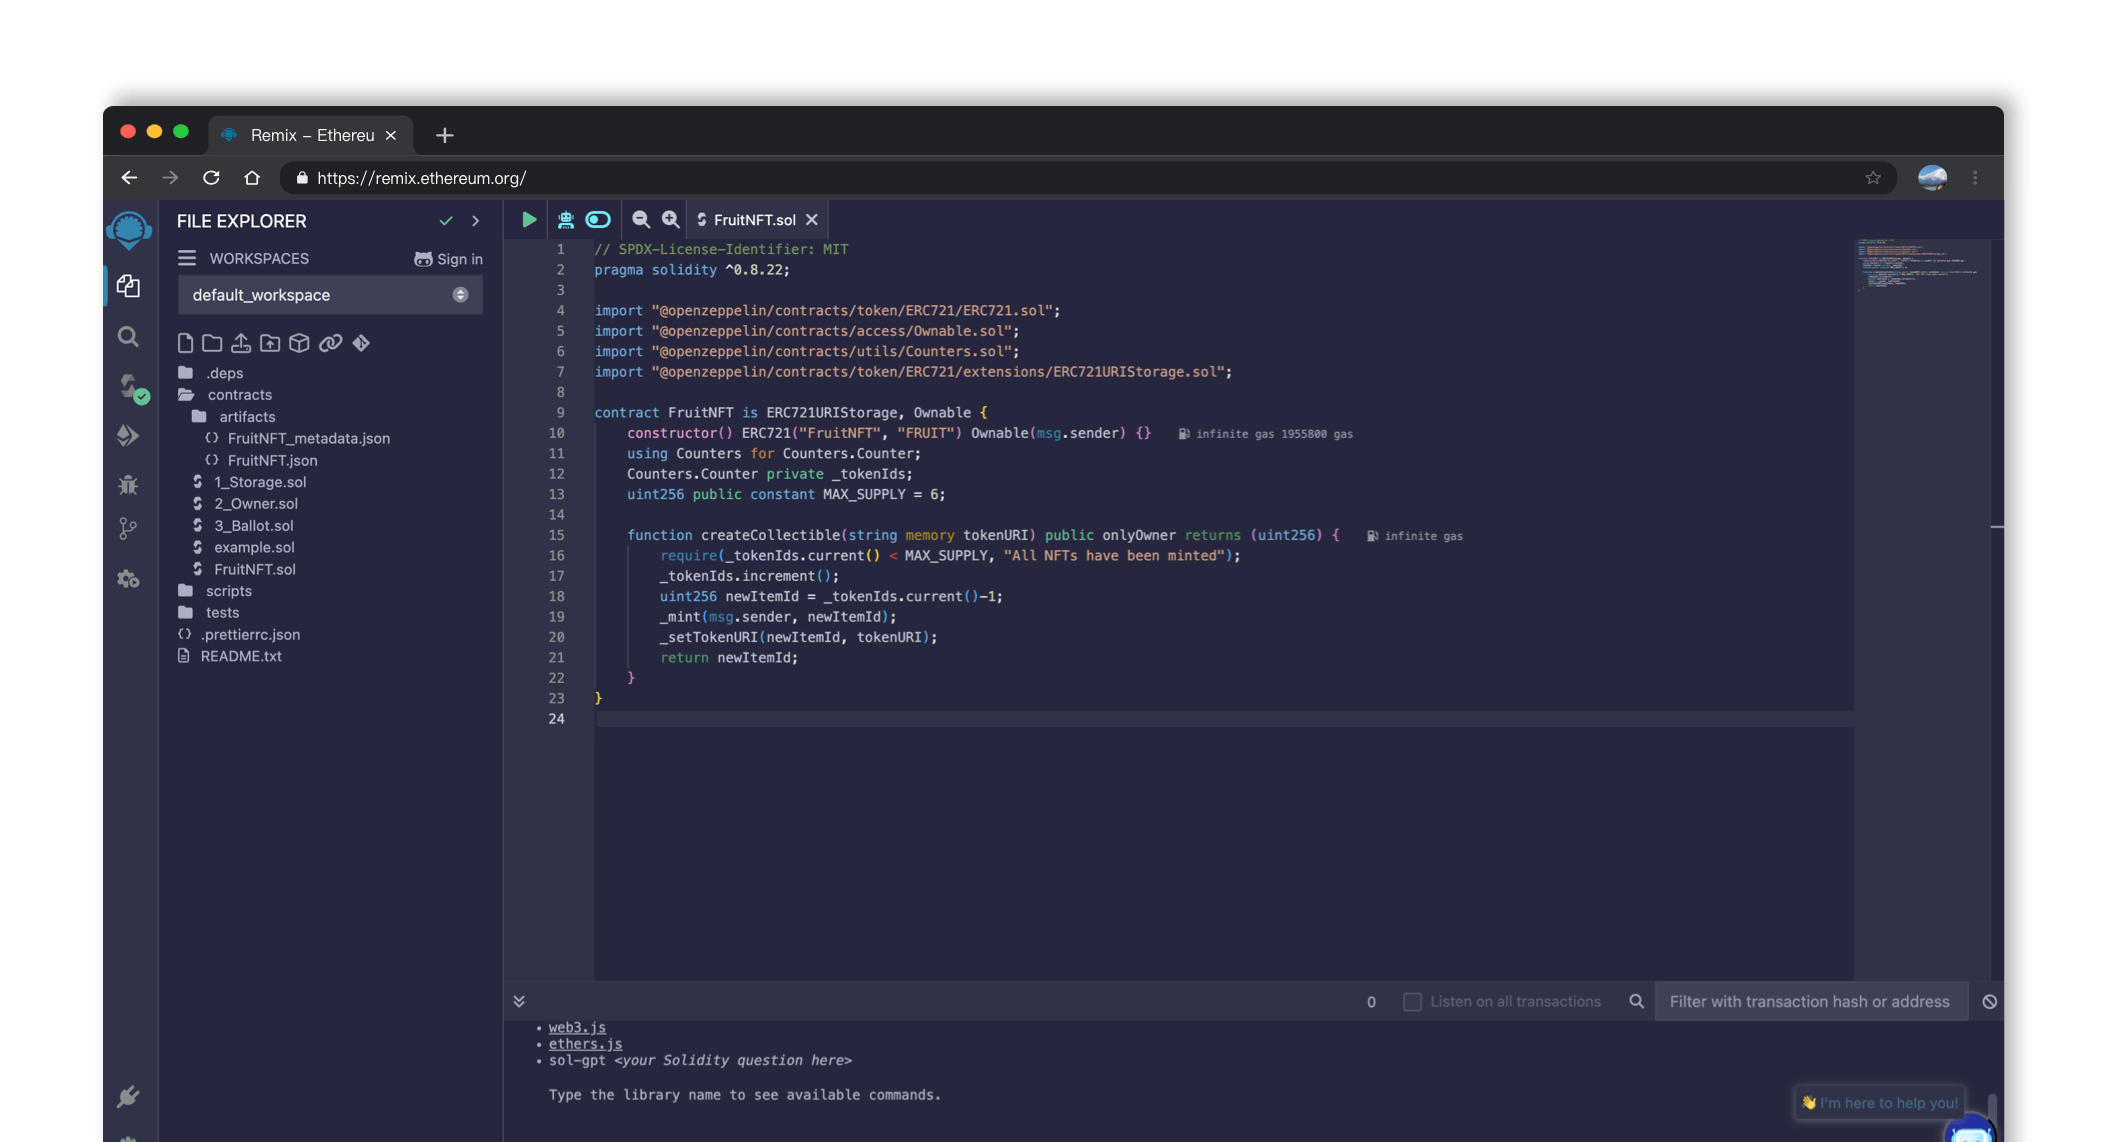 Remix – Ethereu
https://remix.ethereum.org/
FILE EXPLORER
WORKSPACES
Sign in
default_workspace
.deps
contracts
artifacts
FruitNFT_metadata.json
FruitNFT.json
1_Storage.sol
2_Owner.sol
3_Ballot.sol
example.sol
FruitNFT.sol
scripts
tests
.prettierrc.json
README.txt
FruitNFT.sol
1 // SPDX-License-Identifier: MIT
2 pragma solidity ^0.8.22;
3
4 import "@openzeppelin/contracts/token/ERC721/ERC721.sol";
5 import "@openzeppelin/contracts/access/Ownable.sol";
6 import "@openzeppelin/contracts/utils/Counters.sol";
7 import "@openzeppelin/contracts/token/ERC721/extensions/ERC721URIStorage.sol";
8
9 contract FruitNFT is ERC721URIStorage, Ownable {
10 constructor() ERC721("FruitNFT", "FRUIT") Ownable(msg.sender) {} infinite gas 1955800 gas
11 using Counters for Counters.Counter;
12 Counters.Counter private _tokenIds;
13 uint256 public constant MAX_SUPPLY = 6;
14
15 function createCollectible(string memory tokenURI) public onlyOwner returns (uint256) { infinite gas
16 require(_tokenIds.current() < MAX_SUPPLY, "All NFTs have been minted");
17 _tokenIds.increment();
18 uint256 newItemId = _tokenIds.current()-1;
19 _mint(msg.sender, newItemId);
20 _setTokenURI(newItemId, tokenURI);
21 return newItemId;
22 }
23 }
24
0 Listen on all transactions Filter with transaction hash or address
• web3.js
• ethers.js
• sol-gpt <your Solidity question here>
Type the library name to see available commands.
👋 I'm here to help you!